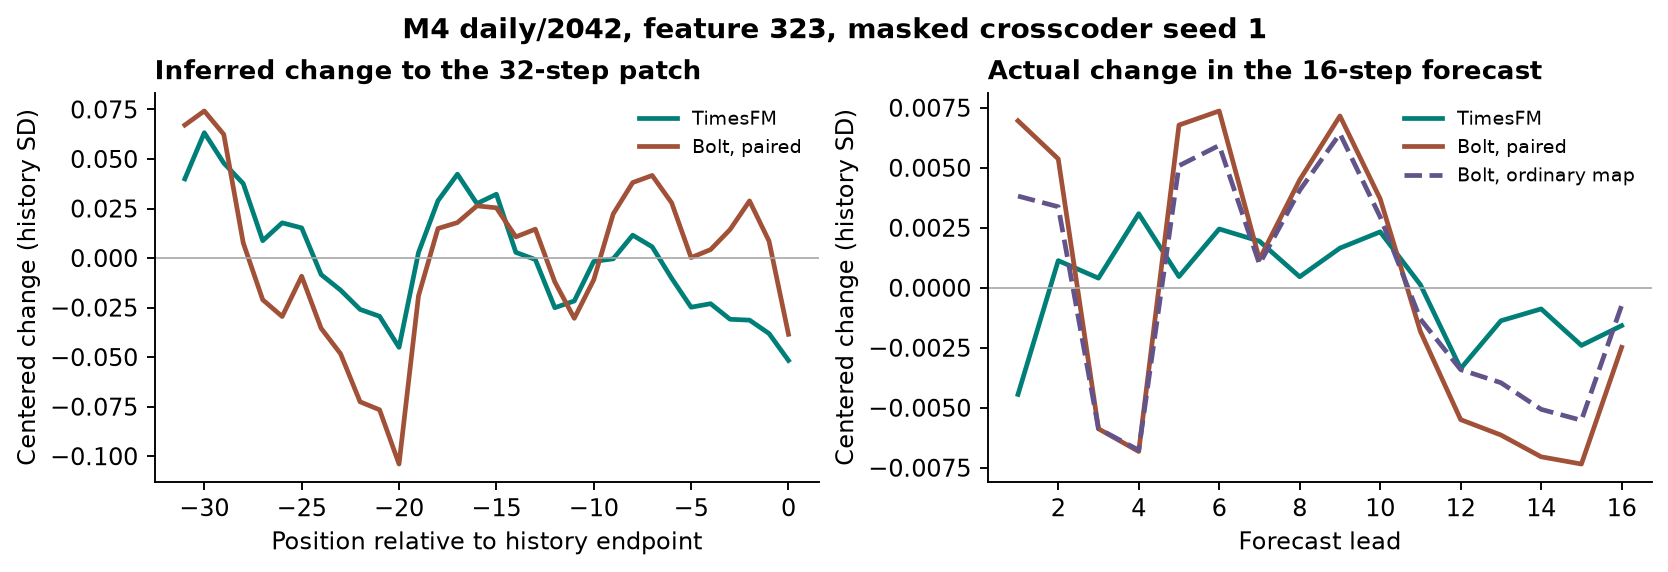 M4 daily/2042, feature 323, masked crosscoder seed 1
Inferred change to the 32-step patch
Centered change (history SD)
0.075
0.050
0.025
0.000
−0.025
−0.050
−0.075
−0.100
TimesFM
Bolt, paired
−30
−25
−20
−15
−10
−5
0
Position relative to history endpoint
Actual change in the 16-step forecast
Centered change (history SD)
0.0075
0.0050
0.0025
0.0000
−0.0025
−0.0050
−0.0075
TimesFM
Bolt, paired
Bolt, ordinary map
2
4
6
8
10
12
14
16
Forecast lead